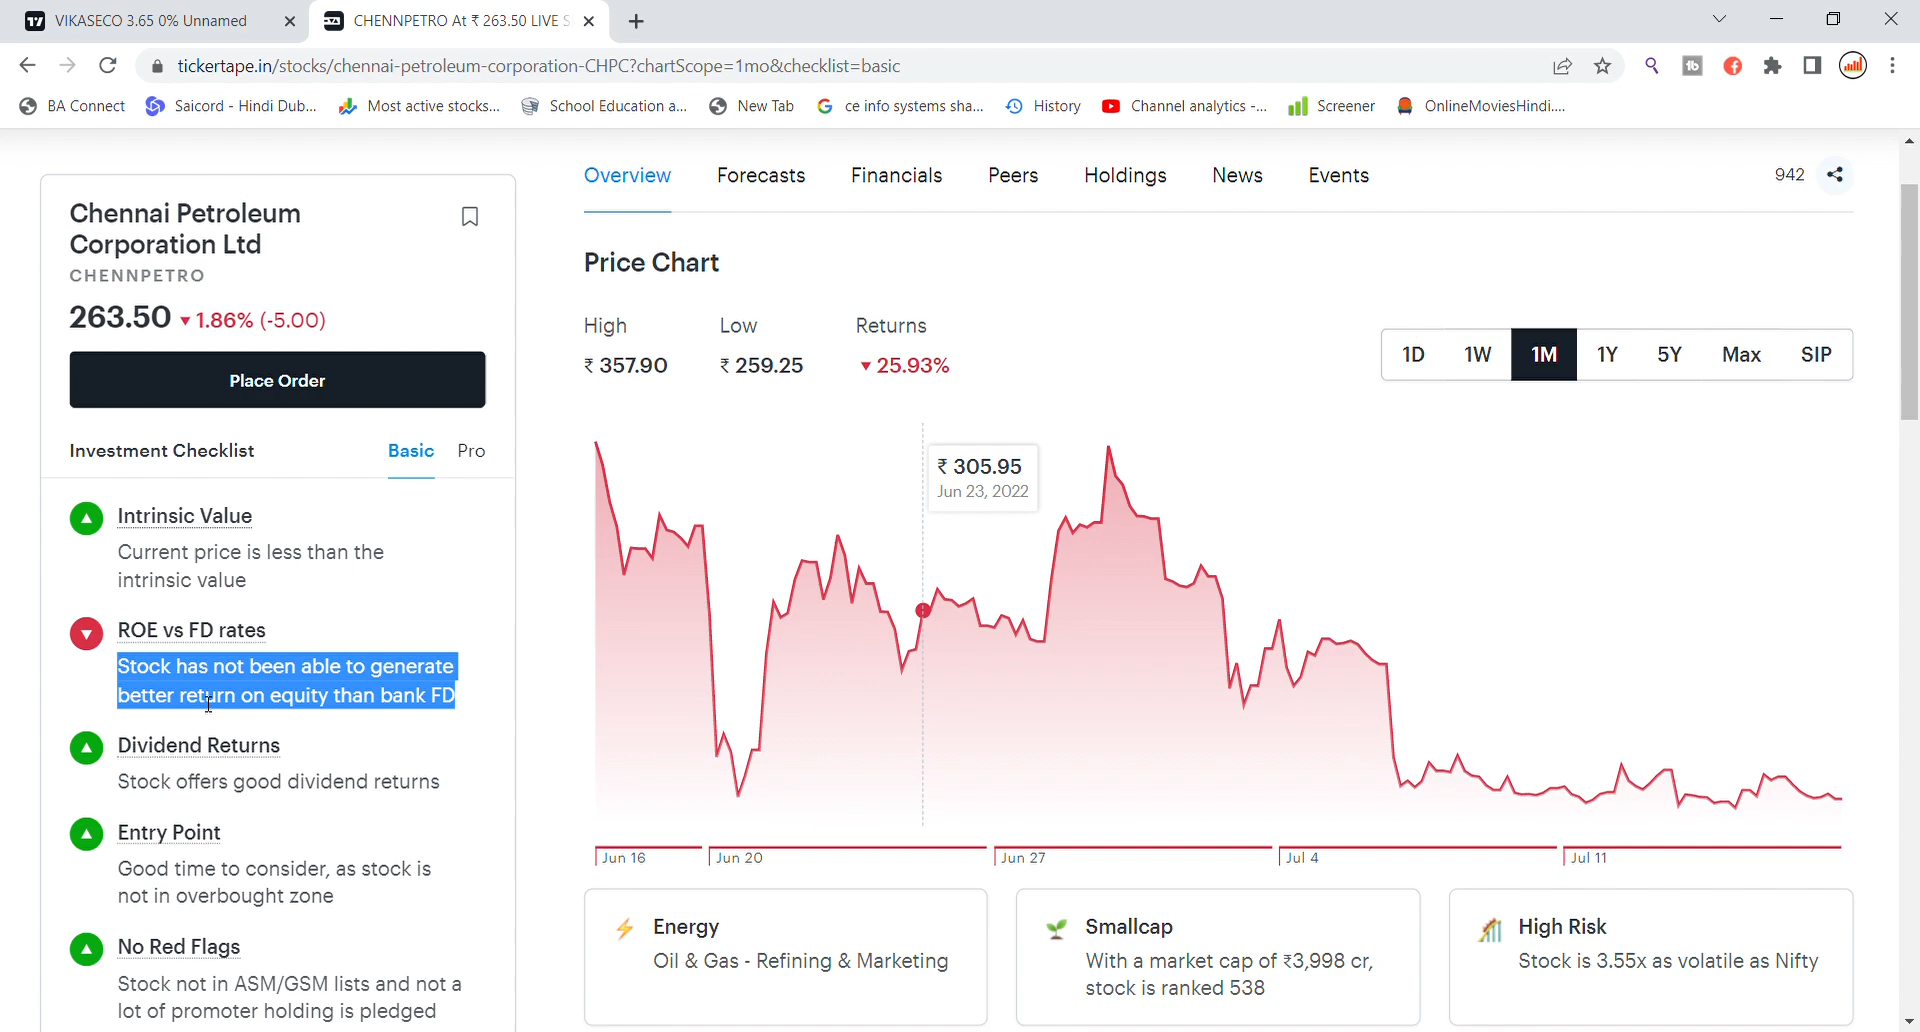 VIKASECO 3.65 0% Unnamed
CHENNPETRO At ₹ 263.50 LIVE S
tickertape.in/stocks/chennai-petroleum-corporation-CHPC?chartScope=1mo&checklist=basic
BA Connect
Saicord - Hindi Dub...
Most active stocks...
School Education a...
New Tab
ce info systems sha...
History
Channel analytics -...
Screener
OnlineMoviesHindi....
Chennai Petroleum
Corporation Ltd
CHENNPETRO
263.50 ▾ 1.86% (-5.00)
Place Order
Investment Checklist
Basic
Pro
Intrinsic Value
Current price is less than the
intrinsic value
ROE vs FD rates
Stock has not been able to generate
better return on equity than bank FD
Dividend Returns
Stock offers good dividend returns
Entry Point
Good time to consider, as stock is
not in overbought zone
No Red Flags
Stock not in ASM/GSM lists and not a
lot of promoter holding is pledged
Overview
Forecasts
Financials
Peers
Holdings
News
Events
942
Price Chart
High
Low
Returns
₹ 357.90
₹ 259.25
▾ 25.93%
1D
1W
1M
1Y
5Y
Max
SIP
₹ 305.95
Jun 23, 2022
Jun 16
Jun 20
Jun 27
Jul 4
Jul 11
Energy
Oil & Gas - Refining & Marketing
Smallcap
With a market cap of ₹3,998 cr,
stock is ranked 538
High Risk
Stock is 3.55x as volatile as Nifty